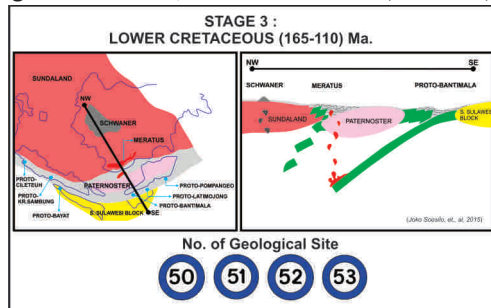 STAGE 3 :
LOWER CRETACEOUS (165-110) Ma.
SUNDALAND
NW
SCHWANER
MERATUS
PATERNOSTER
PROTO-
CILETEUH
PROTO-
KR.SAMBUNG
PROTO-BAYAT
S. SULAWESI BLOCK
SE
PROTO-POMPANGEO
PROTO-LATIMOJONG
PROTO-BANTIMALA
NW
SE
SCHWANER
MERATUS
PROTO-BANTIMALA
SUNDALAND
PATERNOSTER
S. SULAWESI
BLOCK
(Joko Soesilo, et., al. 2015)
No. of Geological Site
50
51
52
53